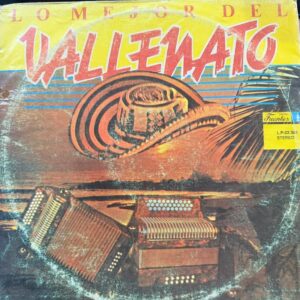 LO MEJOR DEL
VALLENATO
Fuentes
STEREO